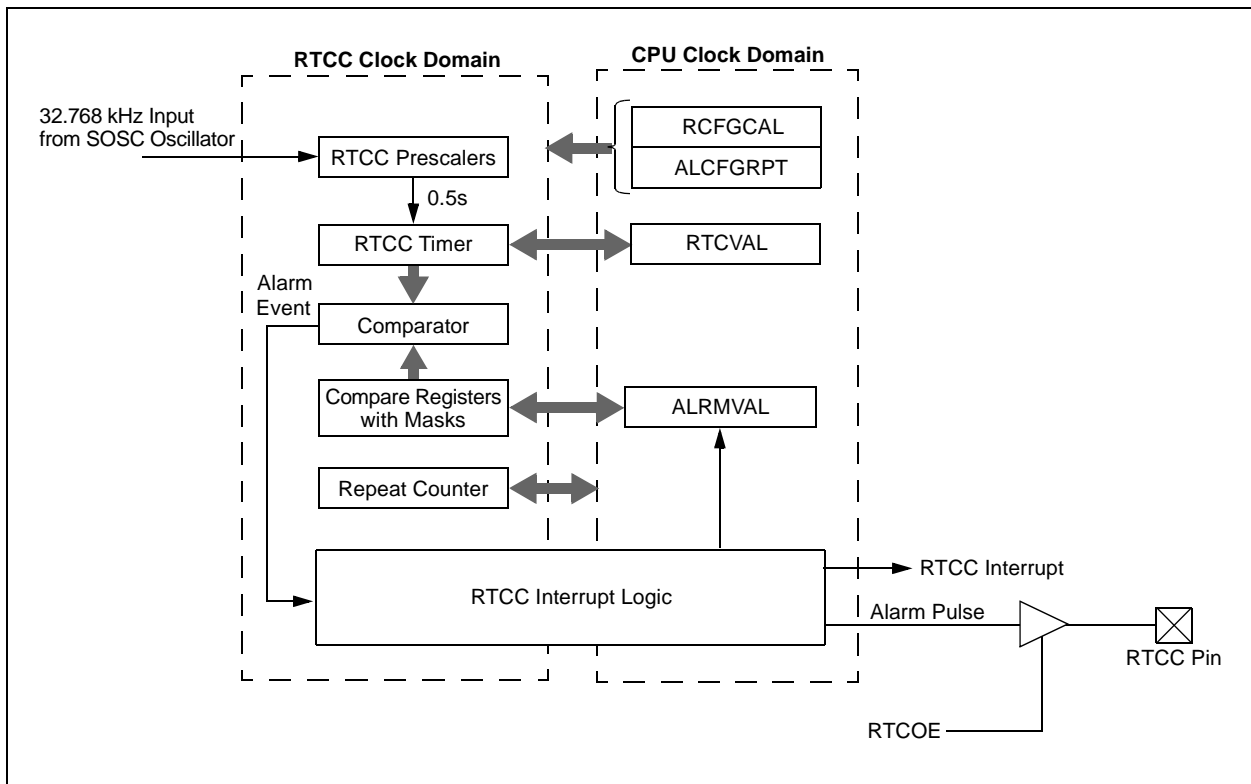 RTCC Clock Domain
CPU Clock Domain
32.768 kHz Input
from SOSC Oscillator
RCFGCAL
RTCC Prescalers
ALCFGRPT
0.5s
RTCC Timer
RTCVAL
Alarm
Event
Comparator
Compare Registers
with Masks
ALRMVAL
Repeat Counter
RTCC Interrupt Logic
RTCC Interrupt
Alarm Pulse
RTCC Pin
RTCOE